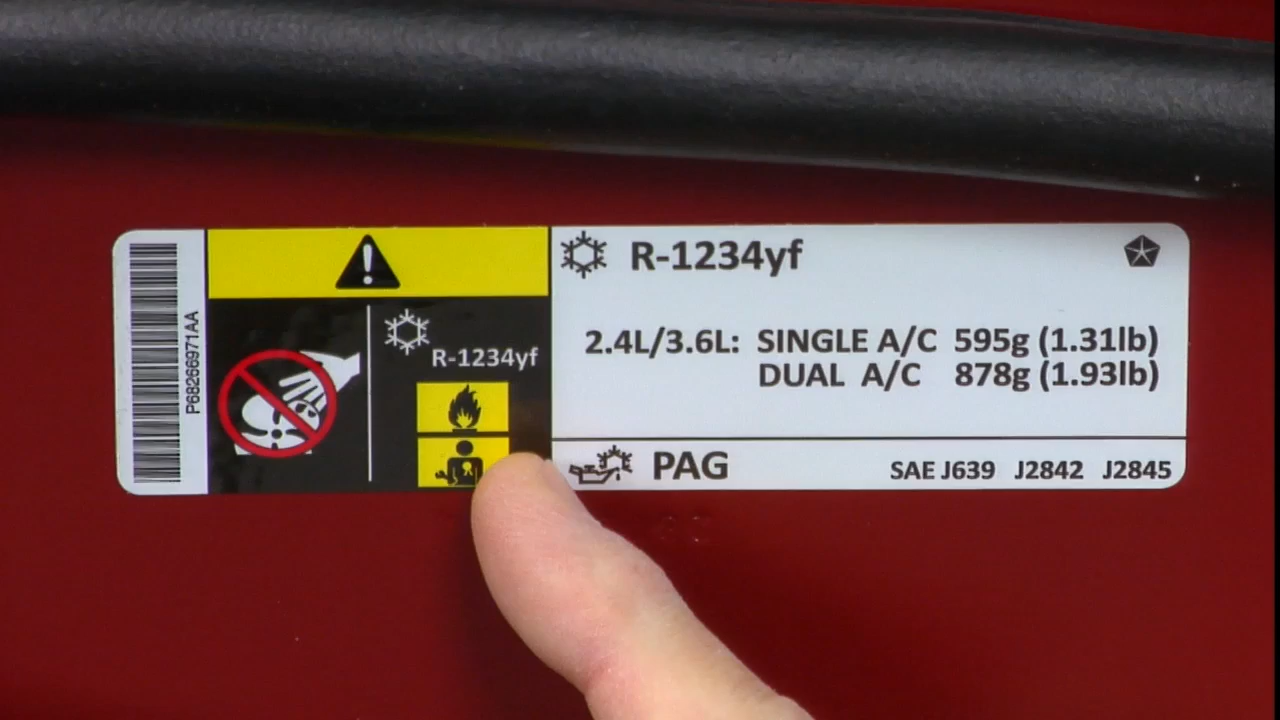 P68266971AA
R-1234yf
R-1234yf
2.4L/3.6L: SINGLE A/C 595g (1.31lb)
DUAL A/C 878g (1.93lb)
PAG
SAE J639 J2842 J2845